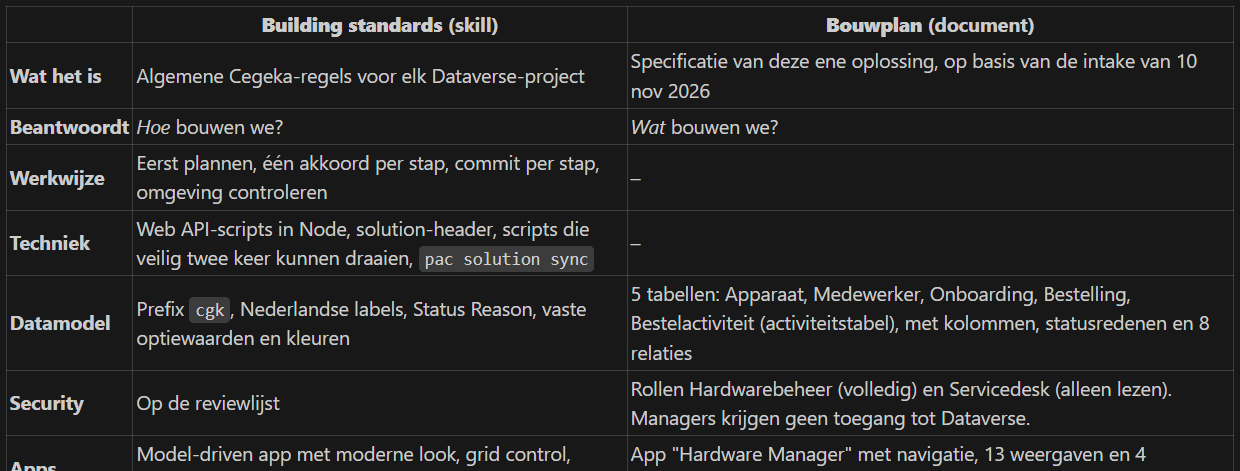 Building standards (skill)
Bouwplan (document)
Wat het is
Algemene Cegeka-regels voor elk Dataverse-project
Specificatie van deze ene oplossing, op basis van de intake van 10
nov 2026
Beantwoordt
Hoe bouwen we?
Wat bouwen we?
Werkwijze
Eerst plannen, één akkoord per stap, commit per stap,
omgeving controleren
–
Techniek
Web API-scripts in Node, solution-header, scripts die
veilig twee keer kunnen draaien, pac solution sync
–
Datamodel
Prefix cgk, Nederlandse labels, Status Reason, vaste
optiewaarden en kleuren
5 tabellen: Apparaat, Medewerker, Onboarding, Bestelling,
Bestelactiviteit (activiteitstabel), met kolommen, statusredenen en 8
relaties
Security
Op de reviewlijst
Rollen Hardwarebeheer (volledig) en Servicedesk (alleen lezen).
Managers krijgen geen toegang tot Dataverse.
Apps
Model-driven app met moderne look, grid control,
App "Hardware Manager" met navigatie, 13 weergaven en 4